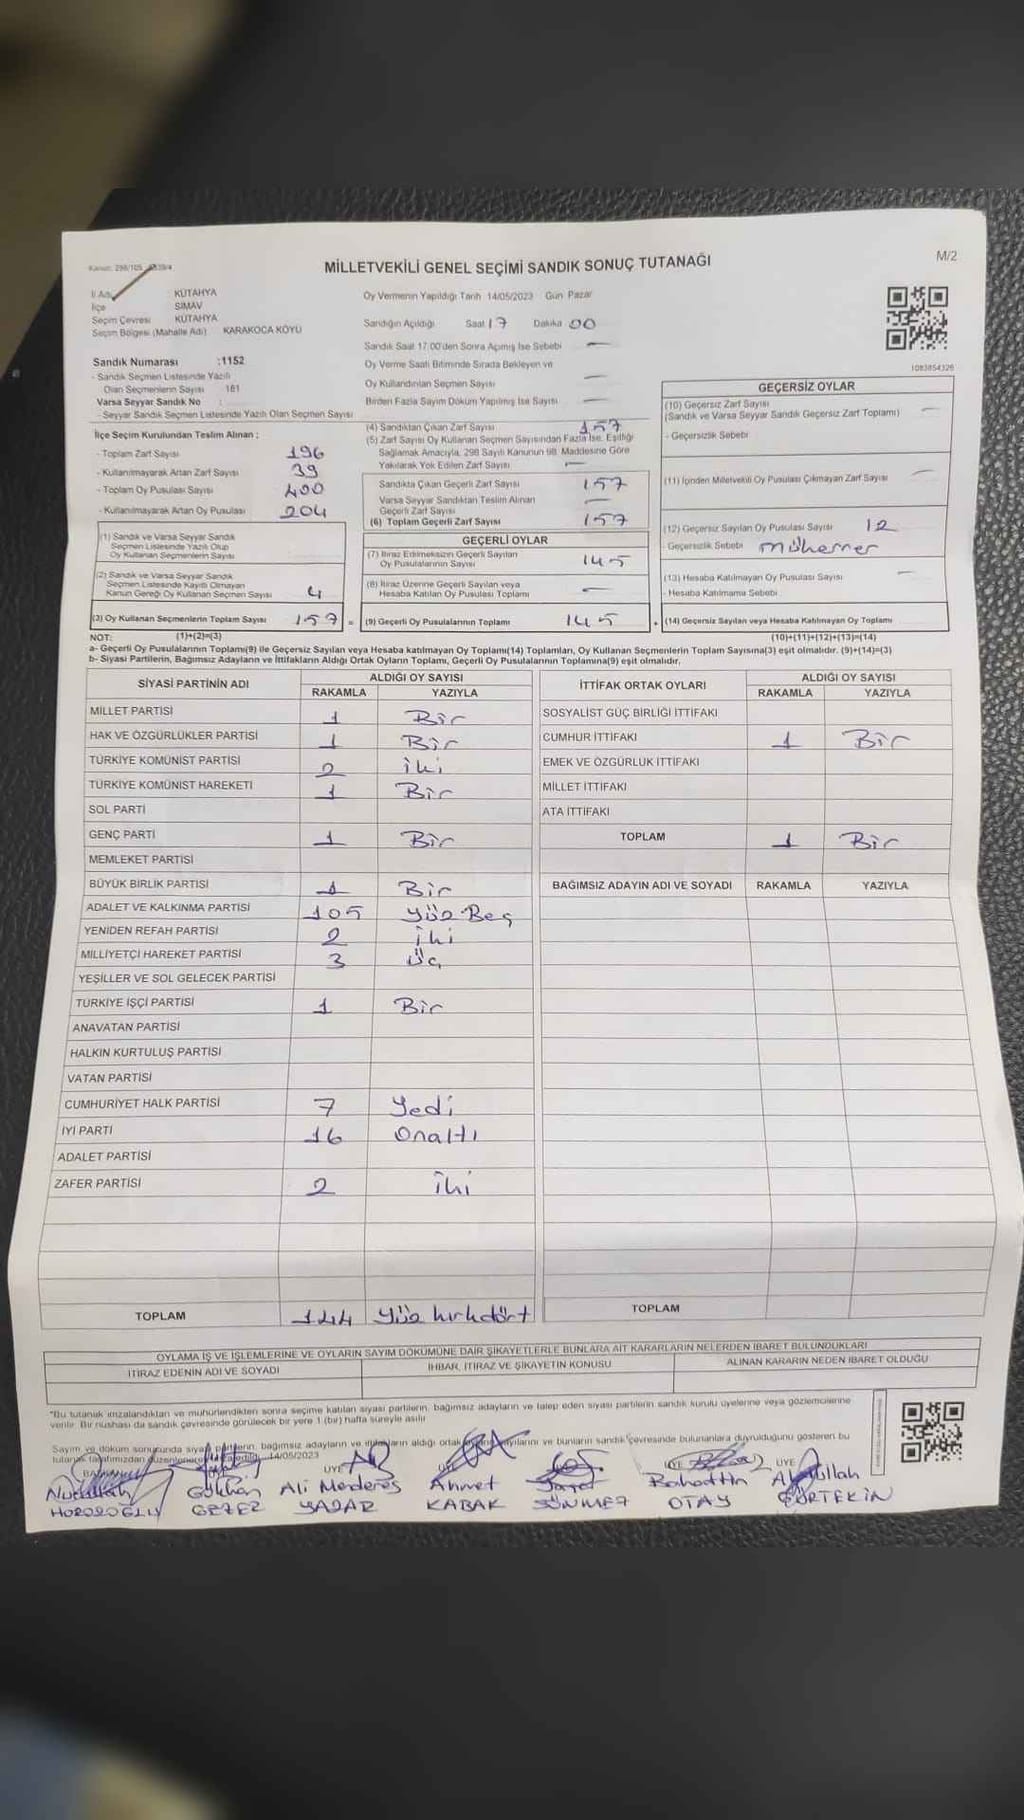 Kanun: 298/105
MİLLETVEKİLİ GENEL SEÇİMİ SANDIK SONUÇ TUTANAĞI
M/2
İl Adı : KÜTAHYA
İlçe : SİMAV
Seçim Çevresi : KÜTAHYA
Seçim Bölgesi (Mahalle Adı) : KARAKOCA KÖYÜ
Oy Vermenin Yapıldığı Tarih 14/05/2023 Gün Pazar
Sandığın Açıldığı Saat 17 Dakika 00
Sandık Saat 17:00'den Sonra Açılmış İse Sebebi —
Oy Verme Saati Bitiminde Sırada Bekleyen ve
Oy Kullandırılan Seçmen Sayısı —
Birden Fazla Sayım Döküm Yapılmış İse Sayısı —
1083854326
Sandık Numarası :1152
- Sandık Seçmen Listesinde Yazılı
Olan Seçmenlerin Sayısı 161
Varsa Seyyar Sandık No :
- Seyyar Sandık Seçmen Listesinde Yazılı Olan Seçmen Sayısı
İlçe Seçim Kurulundan Teslim Alınan ;
- Toplam Zarf Sayısı 196
- Kullanılmayarak Artan Zarf Sayısı 39
- Toplam Oy Pusulası Sayısı 400
- Kullanılmayarak Artan Oy Pusulası 204
(1) Sandık ve Varsa Seyyar Sandık
Seçmen Listesinde Yazılı Olup
Oy Kullanan Seçmenlerin Sayısı
(2) Sandık ve Varsa Seyyar Sandık
Seçmen Listesinde Kayıtlı Olmayan
Kanun Gereği Oy Kullanan Seçmen Sayısı 4
(3) Oy Kullanan Seçmenlerin Toplam Sayısı 157 =
(1)+(2)=(3)
(4) Sandıktan Çıkan Zarf Sayısı 157
(5) Zarf Sayısı Oy Kullanan Seçmen Sayısından Fazla İse, Eşitliği
Sağlamak Amacıyla, 298 Sayılı Kanunun 98. Maddesine Göre
Yakılarak Yok Edilen Zarf Sayısı —
Sandıkta Çıkan Geçerli Zarf Sayısı 157
Varsa Seyyar Sandıktan Teslim Alınan
Geçerli Zarf Sayısı —
(6) Toplam Geçerli Zarf Sayısı 157
GEÇERLİ OYLAR
(7) İtiraz Edilmeksizin Geçerli Sayılan
Oy Pusulalarının Sayısı 145
(8) İtiraz Üzerine Geçerli Sayılan veya
Hesaba Katılan Oy Pusulası Toplamı —
(9) Geçerli Oy Pusulalarının Toplamı 145 +
GEÇERSİZ OYLAR
(10) Geçersiz Zarf Sayısı
(Sandık ve Varsa Seyyar Sandık Geçersiz Zarf Toplamı) —
- Geçersizlik Sebebi
(11) İçinden Milletvekili Oy Pusulası Çıkmayan Zarf Sayısı —
(12) Geçersiz Sayılan Oy Pusulası Sayısı 12
- Geçersizlik Sebebi müherrer
(13) Hesaba Katılmayan Oy Pusulası Sayısı —
- Hesaba Katılmama Sebebi
(14) Geçersiz Sayılan veya Hesaba Katılmayan Oy Toplamı
(10)+(11)+(12)+(13)=(14)
NOT:
a- Geçerli Oy Pusulalarının Toplamı(9) ile Geçersiz Sayılan veya Hesaba katılmayan Oy Toplamı(14) Toplamları, Oy Kullanan Seçmenlerin Toplam Sayısına(3) eşit olmalıdır. (9)+(14)=(3)
b- Siyasi Partilerin, Bağımsız Adayların ve İttifakların Aldığı Ortak Oyların Toplamı, Geçerli Oy Pusulalarının Toplamına(9) eşit olmalıdır.
SİYASİ PARTİNİN ADI ALDIĞI OY SAYISI
RAKAMLA YAZIYLA
MİLLET PARTİSİ 1 Bir
HAK VE ÖZGÜRLÜKLER PARTİSİ 1 Bir
TÜRKİYE KOMÜNİST PARTİSİ 2 iki
TÜRKİYE KOMÜNİST HAREKETİ 1 Bir
SOL PARTİ
GENÇ PARTİ 1 Bir
MEMLEKET PARTİSİ
BÜYÜK BİRLİK PARTİSİ 1 Bir
ADALET VE KALKINMA PARTİSİ 105 Yüz Beş
YENİDEN REFAH PARTİSİ 2 iki
MİLLİYETÇİ HAREKET PARTİSİ 3 Üç
YEŞİLLER VE SOL GELECEK PARTİSİ
TÜRKİYE İŞÇİ PARTİSİ 1 Bir
ANAVATAN PARTİSİ
HALKIN KURTULUŞ PARTİSİ
VATAN PARTİSİ
CUMHURİYET HALK PARTİSİ 7 Yedi
İYİ PARTİ 16 Onaltı
ADALET PARTİSİ
ZAFER PARTİSİ 2 İki
TOPLAM 144 Yüz kırkdört
İTTİFAK ORTAK OYLARI ALDIĞI OY SAYISI
RAKAMLA YAZIYLA
SOSYALİST GÜÇ BİRLİĞİ İTTİFAKI
CUMHUR İTTİFAKI 1 Bir
EMEK VE ÖZGÜRLÜK İTTİFAKI
MİLLET İTTİFAKI
ATA İTTİFAKI
TOPLAM 1 Bir
BAĞIMSIZ ADAYIN ADI VE SOYADI RAKAMLA YAZIYLA
TOPLAM
OYLAMA İŞ VE İŞLEMLERİNE VE OYLARIN SAYIM DÖKÜMÜNE DAİR ŞİKAYETLERLE BUNLARA AİT KARARLARIN NELERDEN İBARET BULUNDUKLARI
İTİRAZ EDENİN ADI VE SOYADI İHBAR, İTİRAZ VE ŞİKAYETİN KONUSU ALINAN KARARIN NEDEN İBARET OLDUĞU
"Bu tutanak imzalandıktan ve mühürlendikten sonra seçime katılan siyasi partilerin, bağımsız adayların ve talep eden siyasi partilerin sandık kurulu üyelerine veya gözlemcilerine
verilir. Bir nüshası da sandık çevresinde görülecek bir yere 1 (bir) hafta süreyle asılır
Sayım ve döküm sonucunda siyasi partilerin, bağımsız adayların ve ittifakların aldığı ortak oy sayılarını ve bunların sandık çevresinde bulunanlara duyrulduğunu gösteren bu
tutanak tarafımızdan düzenlenerek 14/05/2023
ÜYE ÜYE ÜYE
Nurullah Gökhan Ali Menderes Ahmet Bahattin
GEZER YAŞAR KABAK SÖNMEZ OTAY GÜRTEKİN